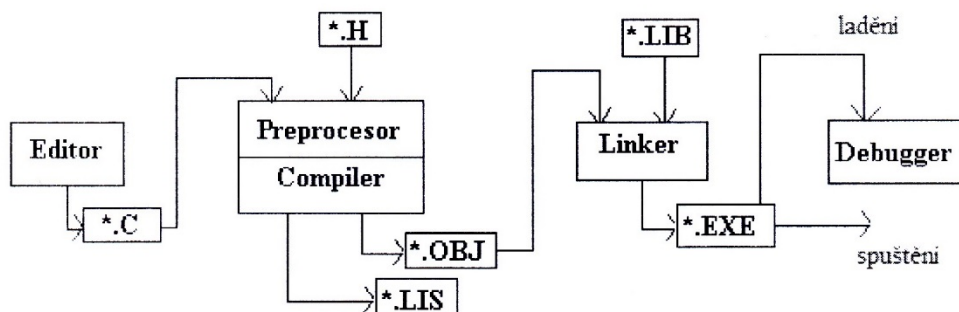 *.H
*.LIB
ladění
Preprocesor
Editor
Linker
Debugger
Compiler
*.C
*.EXE
*.OBJ
spuštění
*.LIS